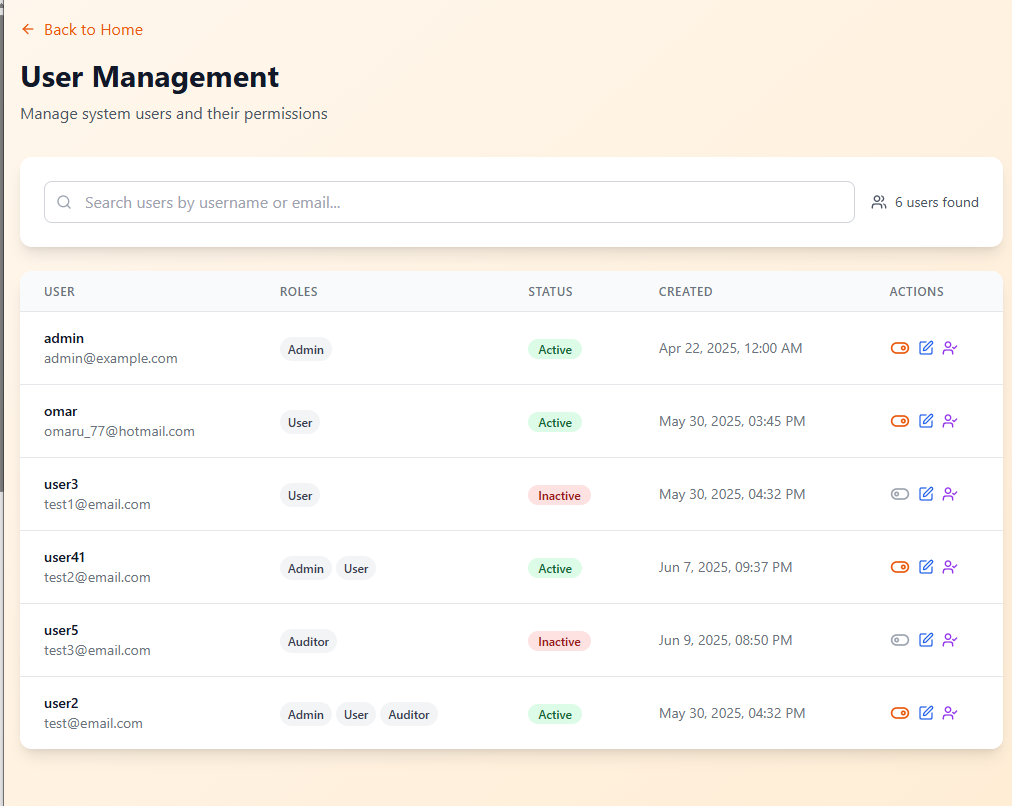 Back to Home
User Management
Manage system users and their permissions
Search users by username or email...
6 users found
USER ROLES STATUS CREATED ACTIONS
admin
admin@example.com
Admin
Active
Apr 22, 2025, 12:00 AM
omar
omaru_77@hotmail.com
User
Active
May 30, 2025, 03:45 PM
user3
test1@email.com
User
Inactive
May 30, 2025, 04:32 PM
user41
test2@email.com
Admin User
Active
Jun 7, 2025, 09:37 PM
user5
test3@email.com
Auditor
Inactive
Jun 9, 2025, 08:50 PM
user2
test@email.com
Admin User Auditor
Active
May 30, 2025, 04:32 PM